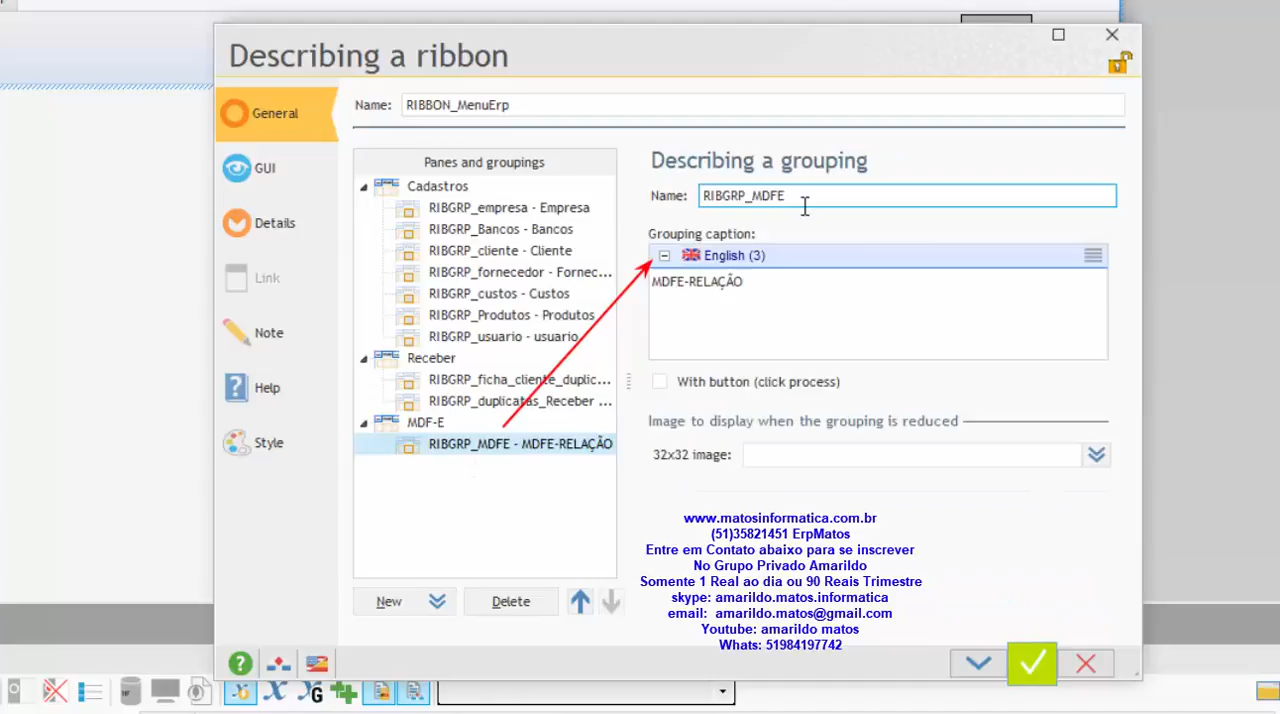 Describing a ribbon
General
GUI
Details
Link
Note
Help
Style
Name: RIBBON_MenuErp
Panes and groupings
Cadastros
RIBGRP_empresa - Empresa
RIBGRP_Bancos - Bancos
RIBGRP_cliente - Cliente
RIBGRP_fornecedor - Fornec...
RIBGRP_custos - Custos
RIBGRP_Produtos - Produtos
RIBGRP_usuario - usuario
Receber
RIBGRP_ficha_cliente_duplic...
RIBGRP_duplicatas_Receber ...
MDF-E
RIBGRP_MDFE - MDFE-RELAÇÃO
New
Delete
Describing a grouping
Name: RIBGRP_MDFE
Grouping caption:
English (3)
MDFE-RELAÇÃO
With button (click process)
Image to display when the grouping is reduced
32x32 image:
www.matosinformatica.com.br
(51)35821451 ErpMatos
Entre em Contato abaixo para se inscrever
No Grupo Privado Amarildo
Somente 1 Real ao dia ou 90 Reais Trimestre
skype: amarildo.matos.informatica
email: amarildo.matos@gmail.com
Youtube: amarildo matos
Whats: 51984197742